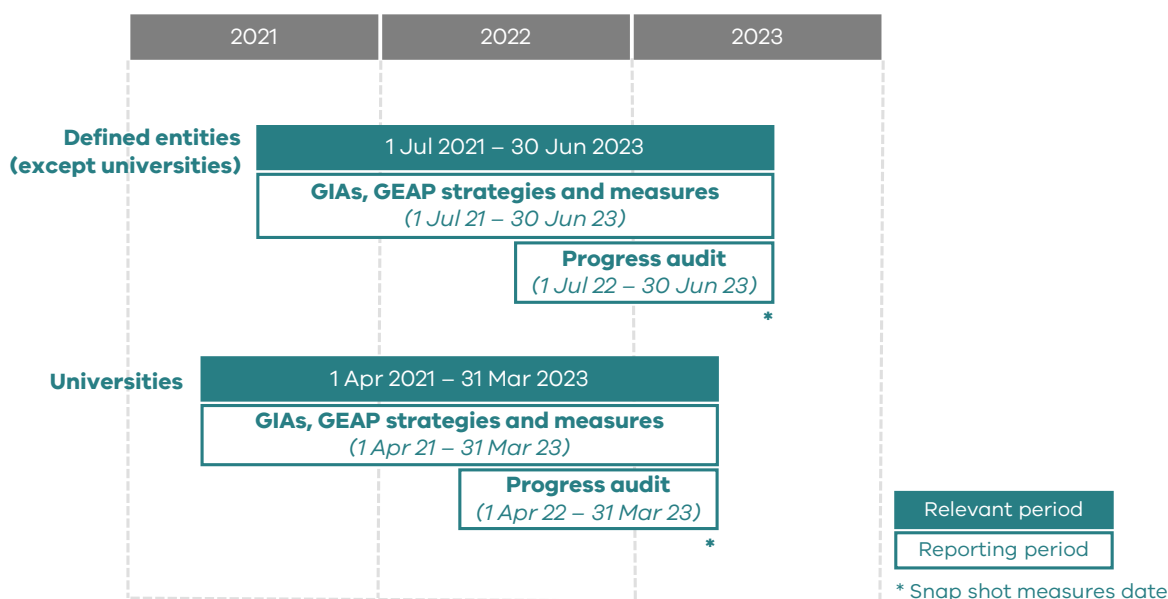 2021 2022 2023
Defined entities
(except universities)
1 Jul 2021 – 30 Jun 2023
GIAs, GEAP strategies and measures
(1 Jul 21 – 30 Jun 23)
Progress audit
(1 Jul 22 – 30 Jun 23)
*
Universities
1 Apr 2021 – 31 Mar 2023
GIAs, GEAP strategies and measures
(1 Apr 21 – 31 Mar 23)
Progress audit
(1 Apr 22 – 31 Mar 23)
*
Relevant period
Reporting period
* Snap shot measures date